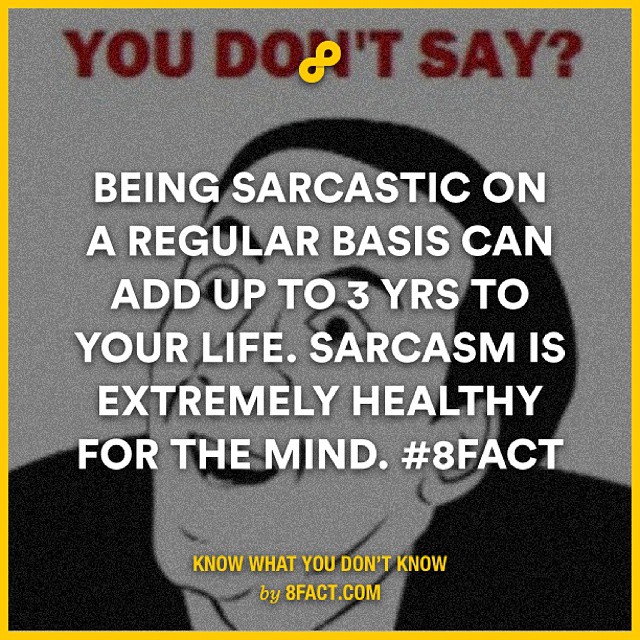 YOU DON'T SAY?
BEING SARCASTIC ON
A REGULAR BASIS CAN
ADD UP TO 3 YRS TO
YOUR LIFE. SARCASM IS
EXTREMELY HEALTHY
FOR THE MIND. #8FACT
KNOW WHAT YOU DON'T KNOW
by 8FACT.COM